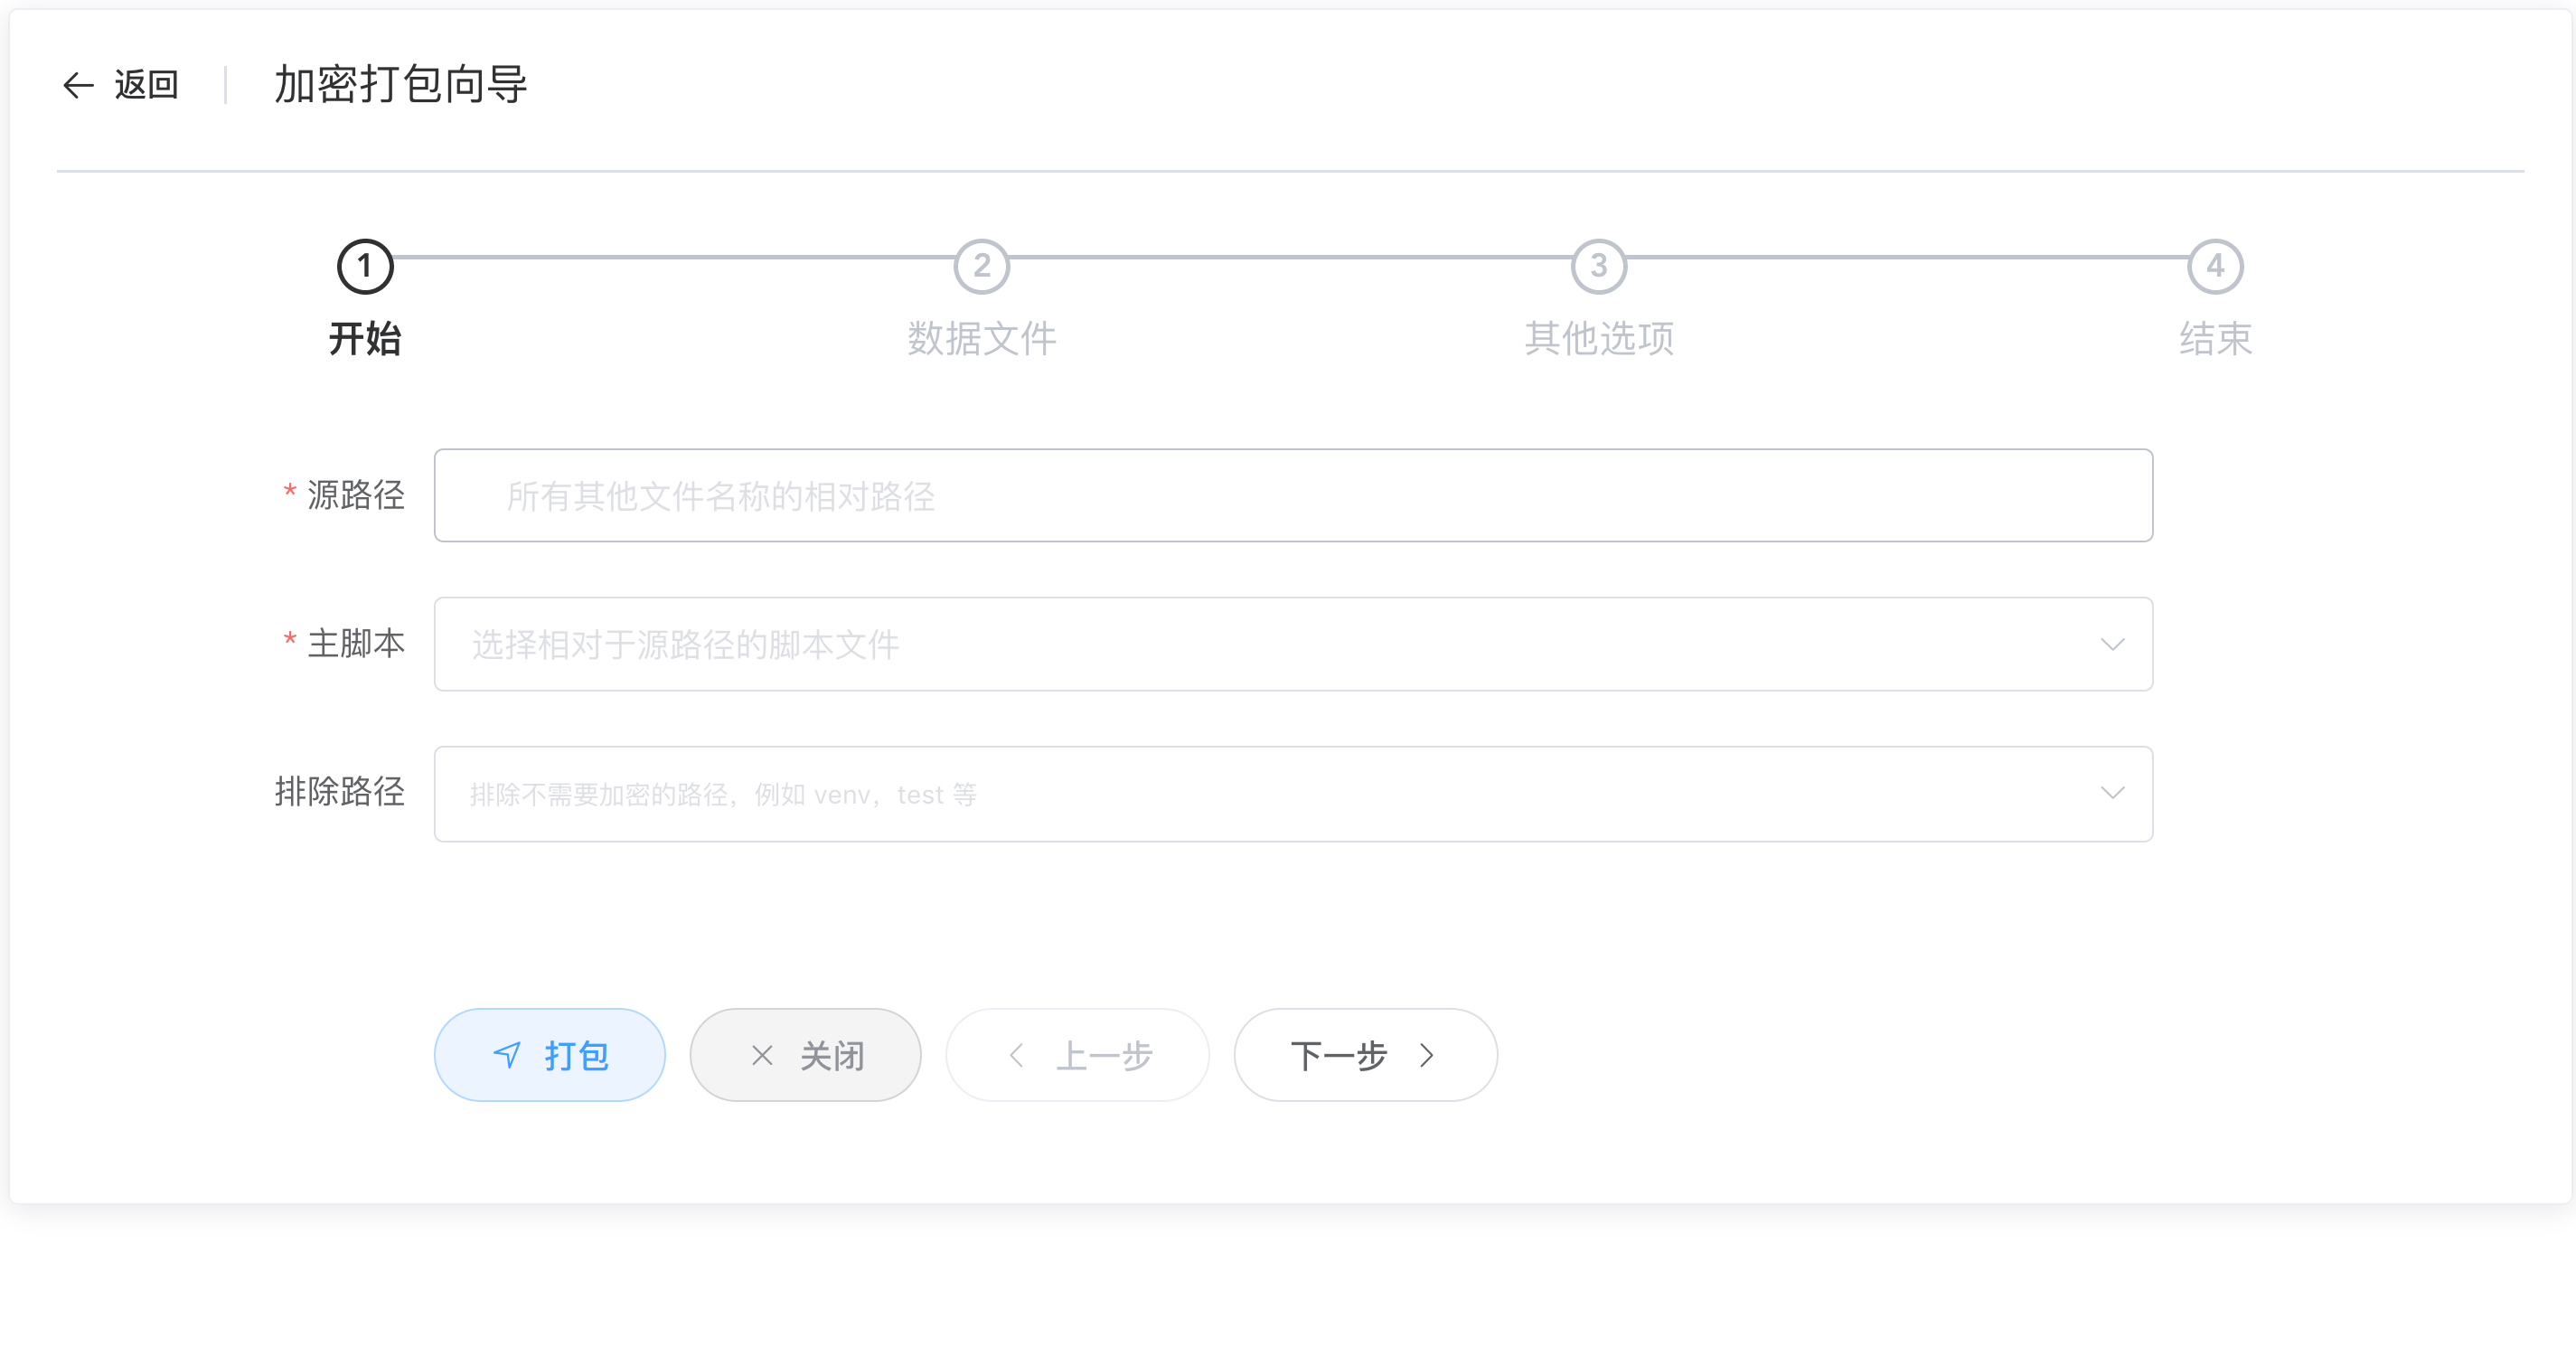 返回 加密打包向导
1 2 3 4
开始 数据文件 其他选项 结束
* 源路径 所有其他文件名称的相对路径
* 主脚本 选择相对于源路径的脚本文件
排除路径 排除不需要加密的路径，例如 venv，test 等
打包 关闭 上一步 下一步